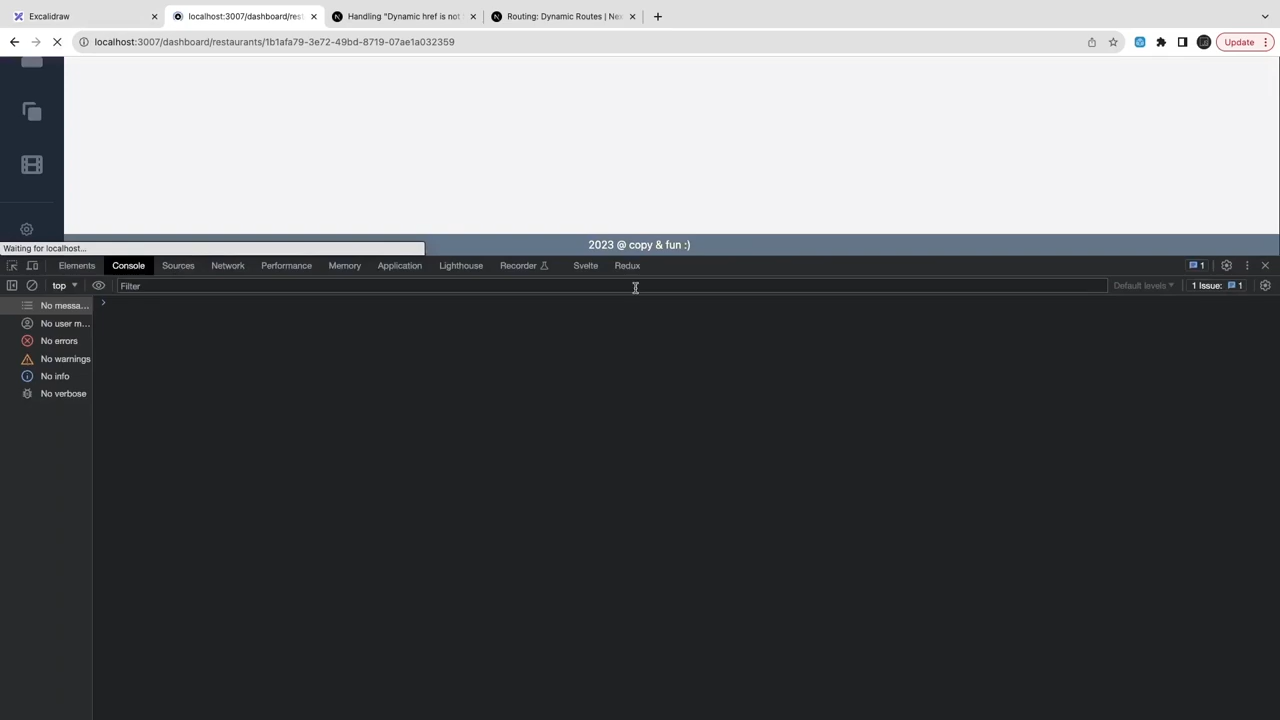 Excalidraw
localhost:3007/dashboard/rest
Handling "Dynamic href is not
Routing: Dynamic Routes | Nex
localhost:3007/dashboard/restaurants/1b1afa79-3e72-49bd-8719-07ae1a032359
Update
2023 @ copy & fun :)
Waiting for localhost...
Elements
Console
Sources
Network
Performance
Memory
Application
Lighthouse
Recorder
Svelte
Redux
1
top
Filter
Default levels
1 Issue:
1
No messa...
No user m...
No errors
No warnings
No info
No verbose